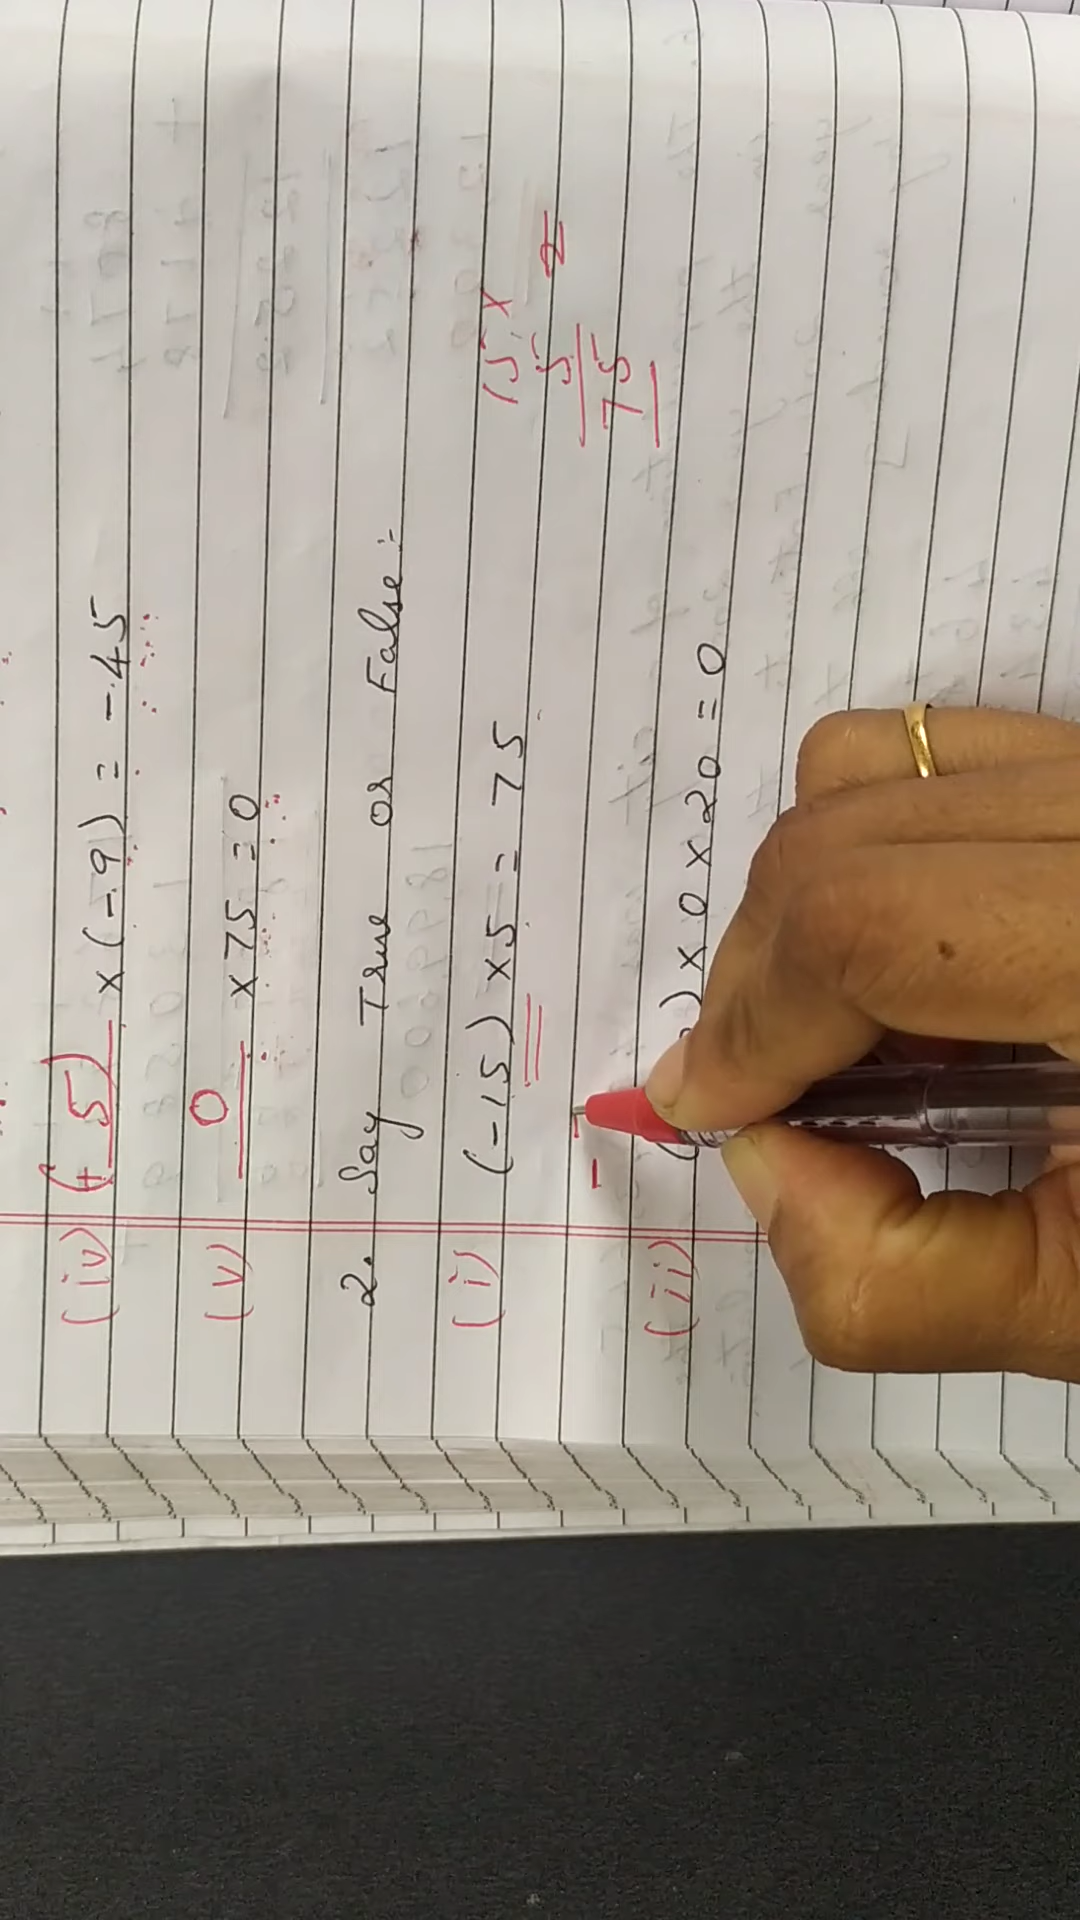 (iv) (+5) x (-9) = -45
(v) 0 x 75 = 0
2. Say True or False:-
(i) (-15) x 5 = 75
15 x
5
75
(ii) ) x 0 x 20 = 0